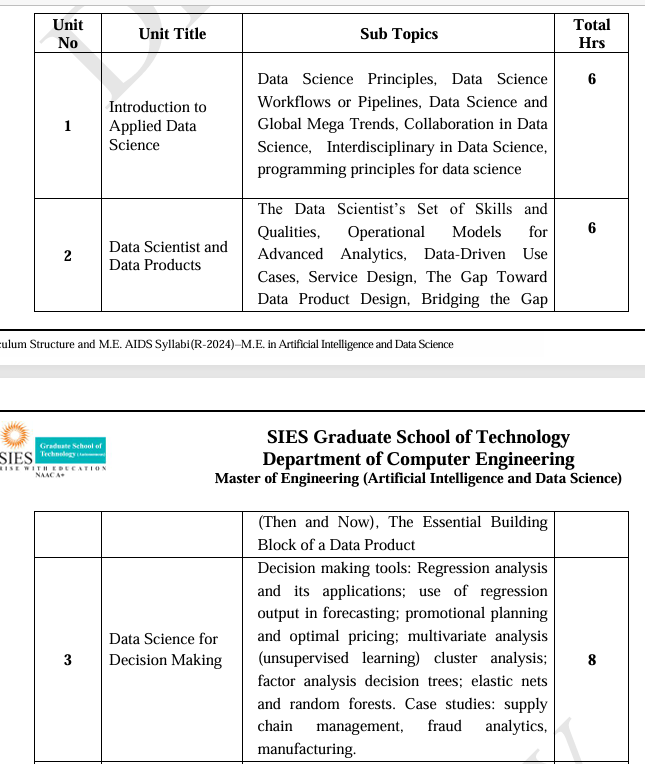 Unit No
Unit Title
Sub Topics
Total Hrs
1
Introduction to
Applied Data
Science
Data Science Principles, Data Science
Workflows or Pipelines, Data Science and
Global Mega Trends, Collaboration in Data
Science, Interdisciplinary in Data Science,
programming principles for data science
6
2
Data Scientist and
Data Products
The Data Scientist's Set of Skills and
Qualities, Operational Models for
Advanced Analytics, Data-Driven Use
Cases, Service Design, The Gap Toward
Data Product Design, Bridging the Gap
6
culum Structure and M.E. AIDS Syllabi(R-2024)–M.E. in Artificial Intelligence and Data Science
Graduate School of
Technology (Autonomous)
SIES
RISE WITH EDUCATION
NAAC A+
SIES Graduate School of Technology
Department of Computer Engineering
Master of Engineering (Artificial Intelligence and Data Science)
(Then and Now), The Essential Building
Block of a Data Product
3
Data Science for
Decision Making
Decision making tools: Regression analysis
and its applications; use of regression
output in forecasting; promotional planning
and optimal pricing; multivariate analysis
(unsupervised learning) cluster analysis;
factor analysis decision trees; elastic nets
and random forests. Case studies: supply
chain management, fraud analytics,
manufacturing.
8